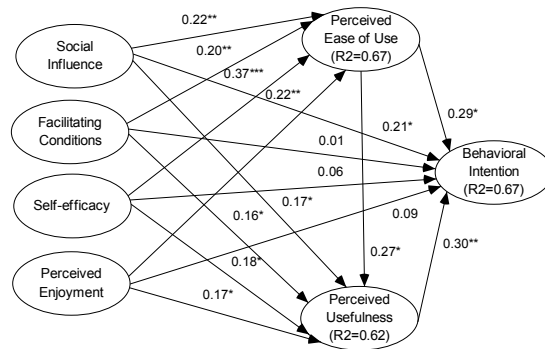 0.22**
Perceived
Ease of Use
(R2=0.67)
Social
Influence
0.20**
0.37***
0.22**
0.29*
0.21*
Facilitating
Conditions
0.01
Behavioral
Intention
(R2=0.67)
0.06
Self-efficacy
0.17*
0.16*
0.09
0.27*
0.18*
0.30**
Perceived
Enjoyment
0.17*
Perceived
Usefulness
(R2=0.62)